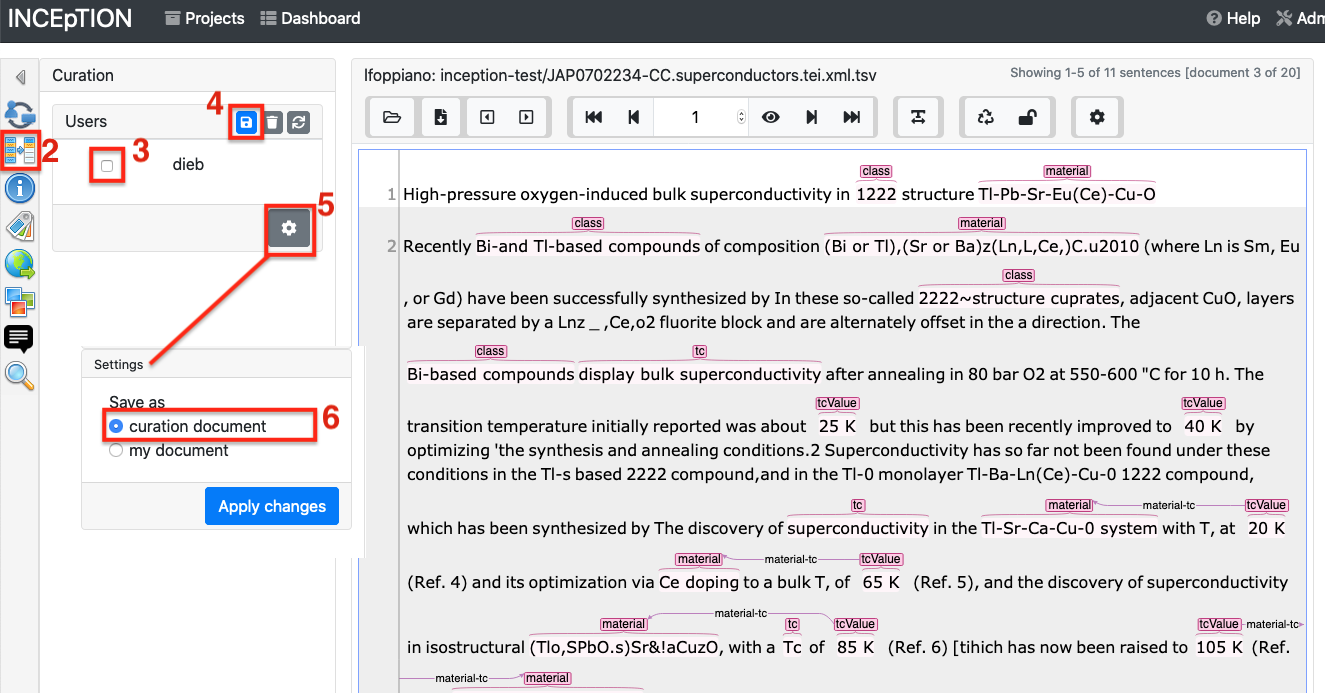 INCEpTION Projects Dashboard Help Adm
Curation
Users
4
2
3
dieb
5
Settings
Save as
curation document
6
my document
Apply changes
lfoppiano: inception-test/JAP0702234-CC.superconductors.tei.xml.tsv Showing 1-5 of 11 sentences [document 3 of 20]
1
class material
1 High-pressure oxygen-induced bulk superconductivity in 1222 structure Tl-Pb-Sr-Eu(Ce)-Cu-O
class material
2 Recently Bi-and Tl-based compounds of composition (Bi or Tl),(Sr or Ba)z(Ln,L,Ce,)C.u2010 (where Ln is Sm, Eu
class
, or Gd) have been successfully synthesized by In these so-called 2222~structure cuprates, adjacent CuO, layers
are separated by a Lnz _ ,Ce,o2 fluorite block and are alternately offset in the a direction. The
class tc
Bi-based compounds display bulk superconductivity after annealing in 80 bar O2 at 550-600 "C for 10 h. The
tcValue tcValue
transition temperature initially reported was about 25 K but this has been recently improved to 40 K by
optimizing 'the synthesis and annealing conditions.2 Superconductivity has so far not been found under these
conditions in the Tl-s based 2222 compound,and in the Tl-0 monolayer Tl-Ba-Ln(Ce)-Cu-0 1222 compound,
tc material material-tc tcValue
which has been synthesized by The discovery of superconductivity in the Tl-Sr-Ca-Cu-0 system with T, at 20 K
material material-tc tcValue
(Ref. 4) and its optimization via Ce doping to a bulk T, of 65 K (Ref. 5), and the discovery of superconductivity
material-tc
material tc tcValue tcValue material-tc
in isostructural (Tlo,SPbO.s)Sr&!aCuzO, with a Tc of 85 K (Ref. 6) [tihich has now been raised to 105 K (Ref.
material-tc material